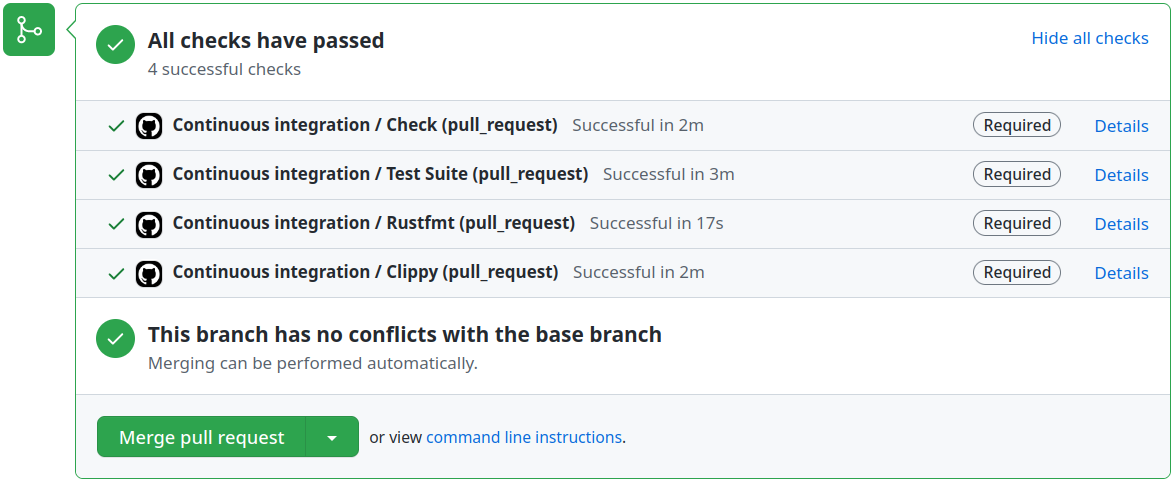 All checks have passed
Hide all checks
4 successful checks
Continuous integration / Check (pull_request) Successful in 2m Required Details
Continuous integration / Test Suite (pull_request) Successful in 3m Required Details
Continuous integration / Rustfmt (pull_request) Successful in 17s Required Details
Continuous integration / Clippy (pull_request) Successful in 2m Required Details
This branch has no conflicts with the base branch
Merging can be performed automatically.
Merge pull request or view command line instructions.